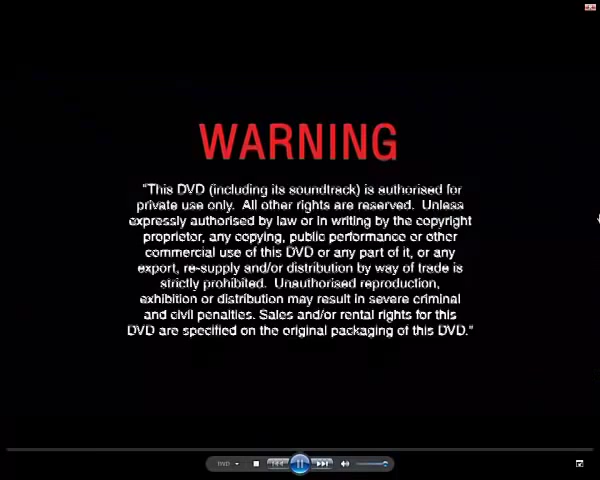 WARNING
"This DVD (including its soundtrack) is authorised for
private use only.  All other rights are reserved.  Unless
expressly authorised by law or in writing by the copyright
proprietor, any copying, public performance or other
commercial use of this DVD or any part of it, or any
export, re-supply and/or distribution by way of trade is
strictly prohibited.  Unauthorised reproduction,
exhibition or distribution may result in severe criminal
and civil penalties. Sales and/or rental rights for this
DVD are specified on the original packaging of this DVD."
DVD